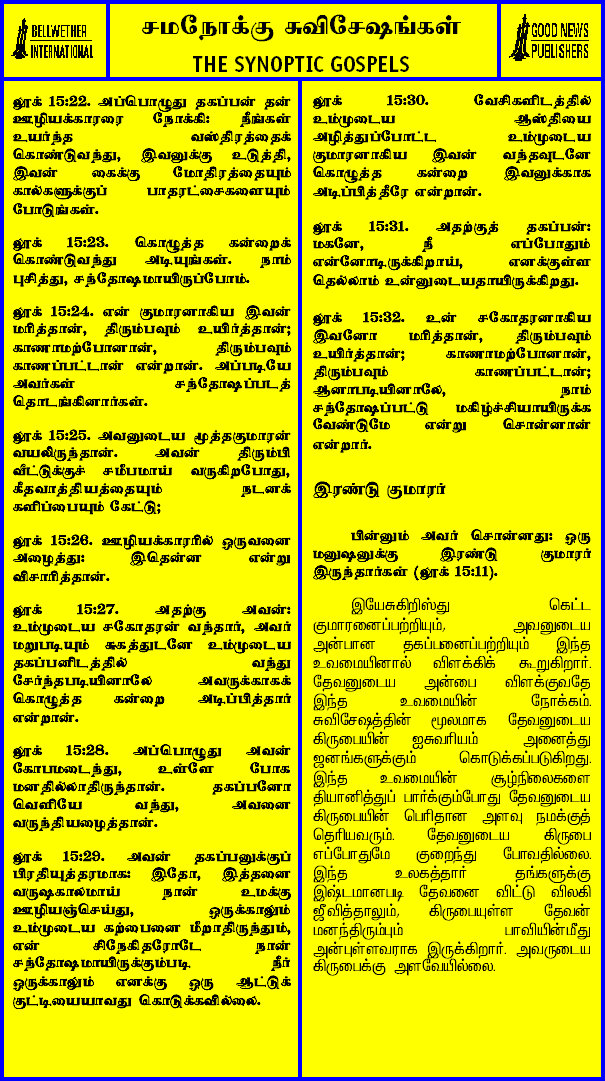 BELLWETHER
INTERNATIONAL
சமநோக்கு சுவிசேஷங்கள்
THE SYNOPTIC GOSPELS
GOOD NEWS
PUBLISHERS
லூக் 15:22. அப்பொழுது தகப்பன் தன்
ஊழியக்காரரை நோக்கி: நீங்கள்
உயர்ந்த வஸ்திரத்தைக்
கொண்டுவந்து, இவனுக்கு உடுத்தி,
இவன் கைக்கு மோதிரத்தையும்
கால்களுக்குப் பாதரட்சைகளையும்
போடுங்கள்.
லூக் 15:23. கொழுத்த கன்றைக்
கொண்டுவந்து அடியுங்கள். நாம்
புசித்து, சந்தோஷமாயிருப்போம்.
லூக் 15:24. என் குமாரனாகிய இவன்
மரித்தான், திரும்பவும் உயிர்த்தான்;
காணாமற்போனான், திரும்பவும்
காணப்பட்டான் என்றான். அப்படியே
அவர்கள் சந்தோஷப்படத்
தொடங்கினார்கள்.
லூக் 15:25. அவனுடைய மூத்தகுமாரன்
வயலிருந்தான். அவன் திரும்பி
வீட்டுக்குச் சமீபமாய் வருகிறபோது,
கீதவாத்தியத்தையும் நடனக்
களிப்பையும் கேட்டு;
லூக் 15:26. ஊழியக்காரரில் ஒருவனை
அழைத்து: இதென்ன என்று
விசாரித்தான்.
லூக் 15:27. அதற்கு அவன்:
உம்முடைய சகோதரன் வந்தார், அவர்
மறுபடியும் சுகத்துடனே உம்முடைய
தகப்பனிடத்தில் வந்து
சேர்ந்தபடியினாலே அவருக்காகக்
கொழுத்த கன்றை அடிப்பித்தார்
என்றான்.
லூக் 15:28. அப்பொழுது அவன்
கோபமடைந்து, உள்ளே போக
மனதில்லாதிருந்தான். தகப்பனோ
வெளியே வந்து, அவனை
வருந்தியழைத்தான்.
லூக் 15:29. அவன் தகப்பனுக்குப்
பிரதியுத்தரமாக: இதோ, இத்தனை
வருஷகாலமாய் நான் உமக்கு
ஊழியஞ்செய்து, ஒருக்காலும்
உம்முடைய கற்பனை மீறாதிருந்தும்,
என் சிநேகிதரோடே நான்
சந்தோஷமாயிருக்கும்படி நீர்
ஒருக்காலும் எனக்கு ஒரு ஆட்டுக்
குட்டியையாவது கொடுக்கவில்லை.
லூக் 15:30. வேசிகளிடத்தில்
உம்முடைய ஆஸ்தியை
அழித்துப்போட்ட உம்முடைய
குமாரனாகிய இவன் வந்தவுடனே
கொழுத்த கன்றை இவனுக்காக
அடிப்பித்தீரே என்றான்.
லூக் 15:31. அதற்குத் தகப்பன்:
மகனே, நீ எப்போதும்
என்னோடிருக்கிறாய், எனக்குள்ள
தெல்லாம் உன்னுடையதாயிருக்கிறது.
லூக் 15:32. உன் சகோதரனாகிய
இவனோ மரித்தான், திரும்பவும்
உயிர்த்தான்; காணாமற்போனான்,
திரும்பவும் காணப்பட்டான்;
ஆனபடியினாலே, நாம்
சந்தோஷப்பட்டு மகிழ்ச்சியாயிருக்க
வேண்டுமே என்று சொன்னான்
என்றார்.
இரண்டு குமாரர்
பின்னும் அவர் சொன்னது: ஒரு
மனுஷனுக்கு இரண்டு குமாரர்
இருந்தார்கள் (லூக் 15:11).
இயேசுகிறிஸ்து கெட்ட
குமாரனைப்பற்றியும், அவனுடைய
அன்பான தகப்பனைப்பற்றியும் இந்த
உவமையினால் விளக்கிக் கூறுகிறார்.
தேவனுடைய அன்பை விளக்குவதே
இந்த உவமையின் நோக்கம்.
சுவிசேஷத்தின் மூலமாக தேவனுடைய
கிருபையின் ஐசுவரியம் அனைத்து
ஜனங்களுக்கும் கொடுக்கப்படுகிறது.
இந்த உவமையின் சூழ்நிலைகளை
தியானித்துப் பார்க்கும்போது தேவனுடைய
கிருபையின் பெரிதான அளவு நமக்குத்
தெரியவரும். தேவனுடைய கிருபை
எப்போதுமே குறைந்து போவதில்லை.
இந்த உலகத்தார் தங்களுக்கு
இஷ்டமானபடி தேவனை விட்டு விலகி
ஜீவித்தாலும், கிருபையுள்ள தேவன்
மனந்திரும்பும் பாவியின்மீது
அன்புள்ளவராக இருக்கிறார். அவருடைய
கிருபைக்கு அளவேயில்லை.